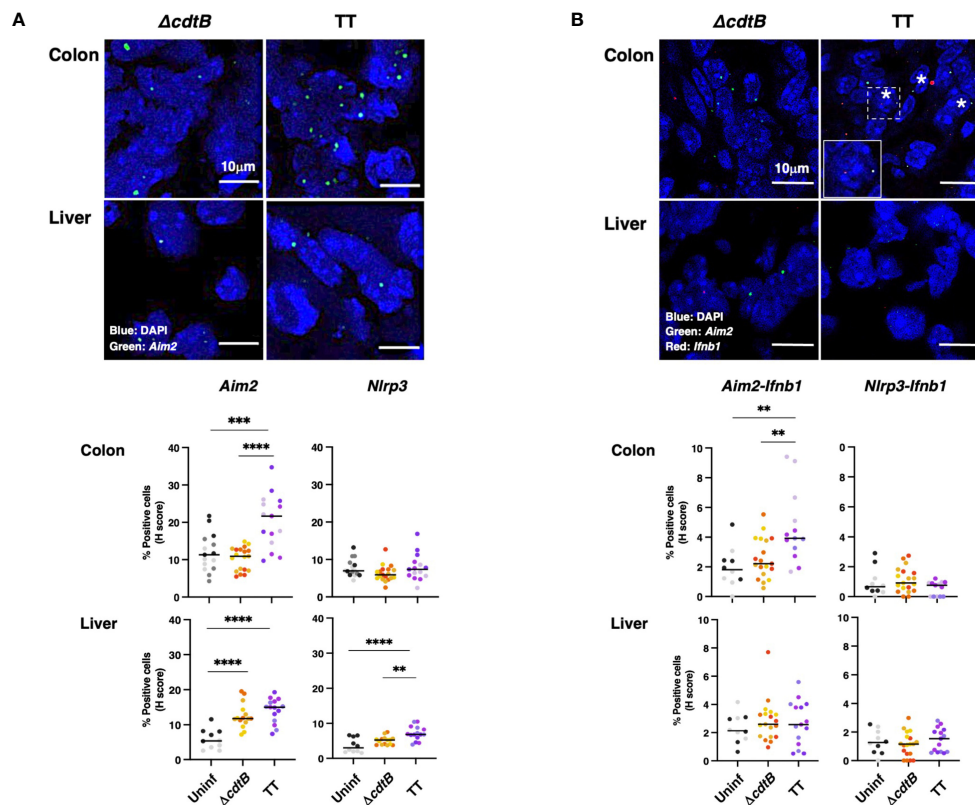 A
ΔcdtB
TT
Colon
10μm
Liver
Blue: DAPI
Green: Aim2
Aim2
Nlrp3
Colon
% Positive cells
(H score)
40
30
20
10
0
***
****
40
30
20
10
0
Liver
% Positive cells
(H score)
40
30
20
10
0
****
****
40
30
20
10
0
****
**
Uninf
ΔcdtB
TT
Uninf
ΔcdtB
TT
B
ΔcdtB
TT
Colon
10μm
*
*
*
Liver
Blue: DAPI
Green: Aim2
Red: Ifnb1
Aim2-Ifnb1
Nlrp3-Ifnb1
Colon
% Positive cells
(H score)
10
8
6
4
2
0
**
**
0
8
6
4
2
0
Liver
% Positive cells
(H score)
10
8
6
4
2
0
10
8
6
4
2
0
Uninf
ΔcdtB
TT
Uninf
ΔcdtB
TT